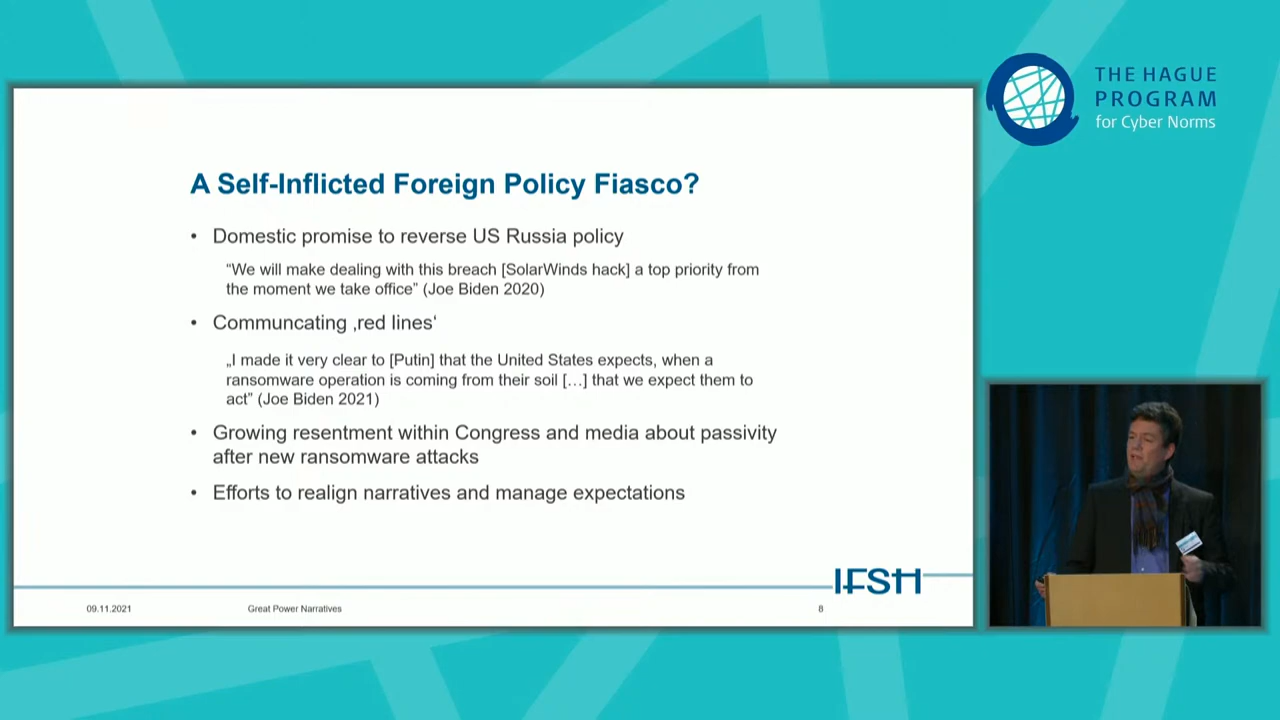 THE HAGUE
PROGRAM
for Cyber Norms
A Self-Inflicted Foreign Policy Fiasco?
• Domestic promise to reverse US Russia policy
“We will make dealing with this breach [SolarWinds hack] a top priority from
the moment we take office” (Joe Biden 2020)
• Communcating ‚red lines‘
„I made it very clear to [Putin] that the United States expects, when a
ransomware operation is coming from their soil […] that we expect them to
act” (Joe Biden 2021)
• Growing resentment within Congress and media about passivity
after new ransomware attacks
• Efforts to realign narratives and manage expectations
IFSH
09.11.2021
Great Power Narratives
8